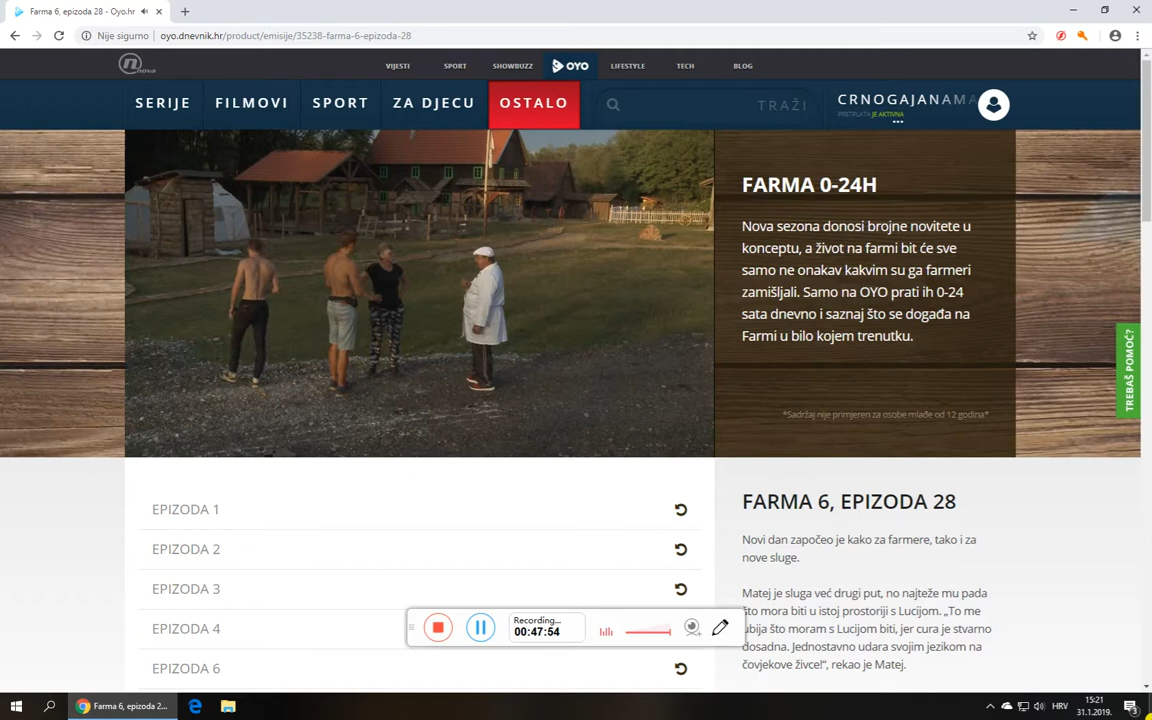 Farma 6, epizoda 28 - Oyo.hr
Nije sigurno
oyo.dnevnik.hr/product/emisije/35238-farma-6-epizoda-28
nova
VIJESTI
SPORT
SHOWBUZZ
OYO
LIFESTYLE
TECH
BLOG
SERIJE
FILMOVI
SPORT
ZA DJECU
OSTALO
TRAŽI
CRNOGAJANAMA
PRETPLATA JE AKTIVNA
FARMA 0-24H
Nova sezona donosi brojne novitete u
konceptu, a život na farmi bit će sve
samo ne onakav kakvim su ga farmeri
zamišljali. Samo na OYO prati ih 0-24
sata dnevno i saznaj što se događa na
Farmi u bilo kojem trenutku.
*Sadržaj nije primjeren za osobe mlađe od 12 godina*
TREBAŠ POMOĆ?
EPIZODA 1
EPIZODA 2
EPIZODA 3
EPIZODA 4
EPIZODA 6
FARMA 6, EPIZODA 28
Novi dan započeo je kako za farmere, tako i za
nove sluge.
Matej je sluga već drugi put, no najteže mu pada
što mora biti u istoj prostoriji s Lucijom. „To me
ubija što moram s Lucijom biti, jer cura je stvarno
dosadna. Jednostavno udara svojim jezikom na
čovjekove živce!", rekao je Matej.
Recording...
00:47:54
Farma 6, epizoda 2...
HRV
15:21
31.1.2019.
3